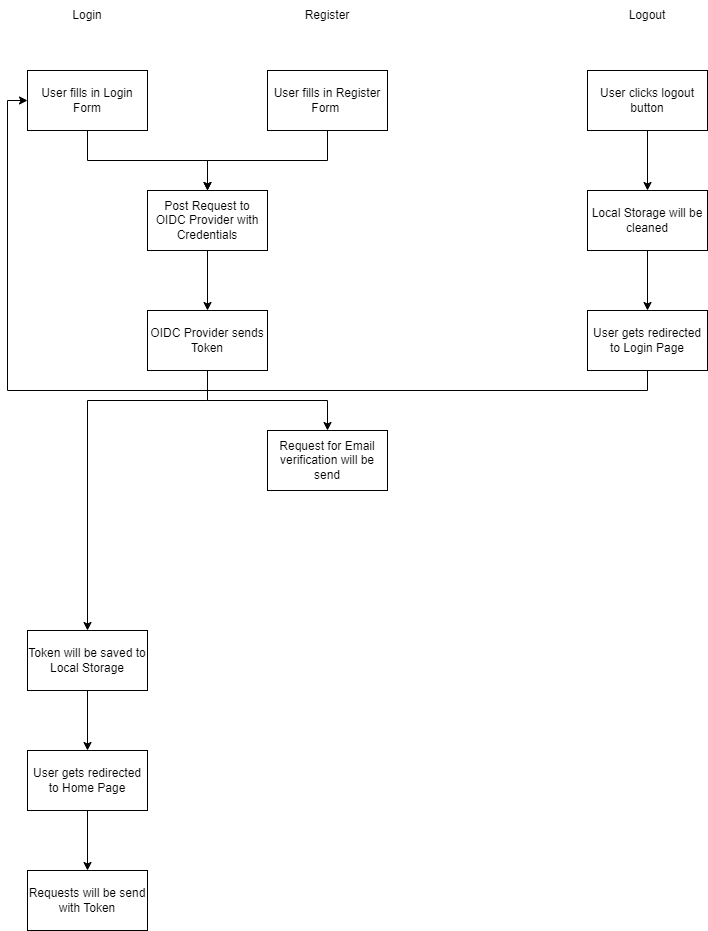 Login
Register
Logout
User fills in Login
Form
User fills in Register
Form
User clicks logout
button
Post Request to
OIDC Provider with
Credentials
Local Storage will be
cleaned
OIDC Provider sends
Token
User gets redirected
to Login Page
Request for Email
verification will be
send
Token will be saved to
Local Storage
User gets redirected
to Home Page
Requests will be send
with Token